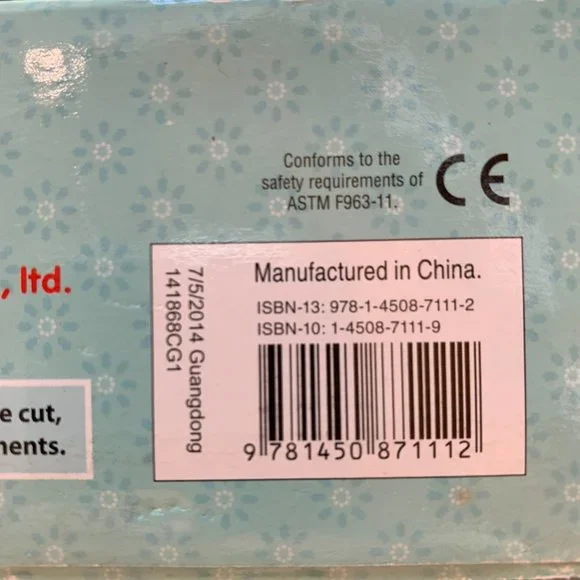 Conforms to the
safety requirements of
ASTM F963-11.
CE
, ltd.
7/5/2014 Guangdong
141868CG1
Manufactured in China.
ISBN-13: 978-1-4508-7111-2
ISBN-10: 1-4508-7111-9
9 781450 871112
e cut,
nents.